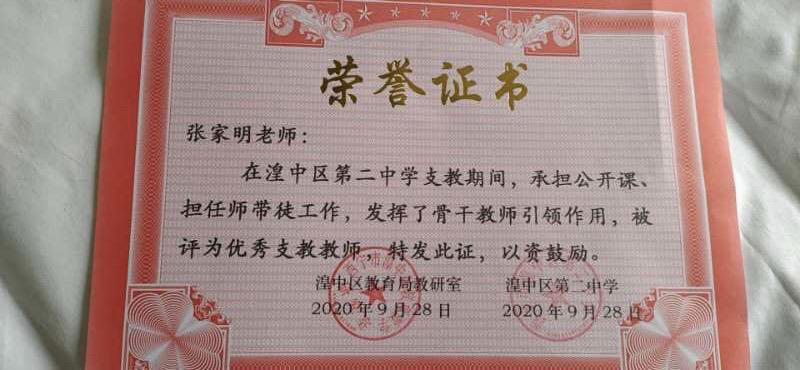 荣誉证书
张家明老师：
在湟中区第二中学支教期间，承担公开课、
担任师带徒工作，发挥了骨干教师引领作用，被
评为优秀支教教师，特发此证，以资鼓励。
湟中区教育局教研室 湟中区第二中学
2020年9月28日 2020年9月28日